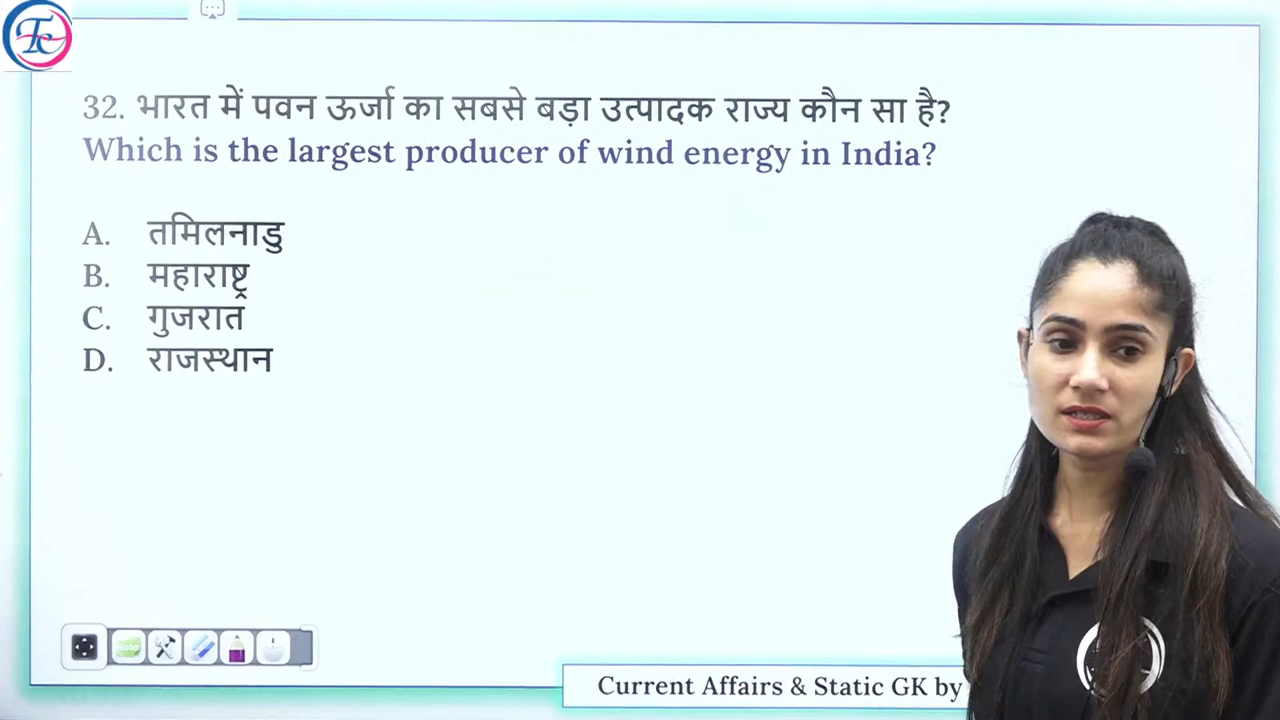 Tc
32. भारत में पवन ऊर्जा का सबसे बड़ा उत्पादक राज्य कौन सा है?
Which is the largest producer of wind energy in India?
A. तमिलनाडु
B. महाराष्ट्र
C. गुजरात
D. राजस्थान
Current Affairs & Static GK by